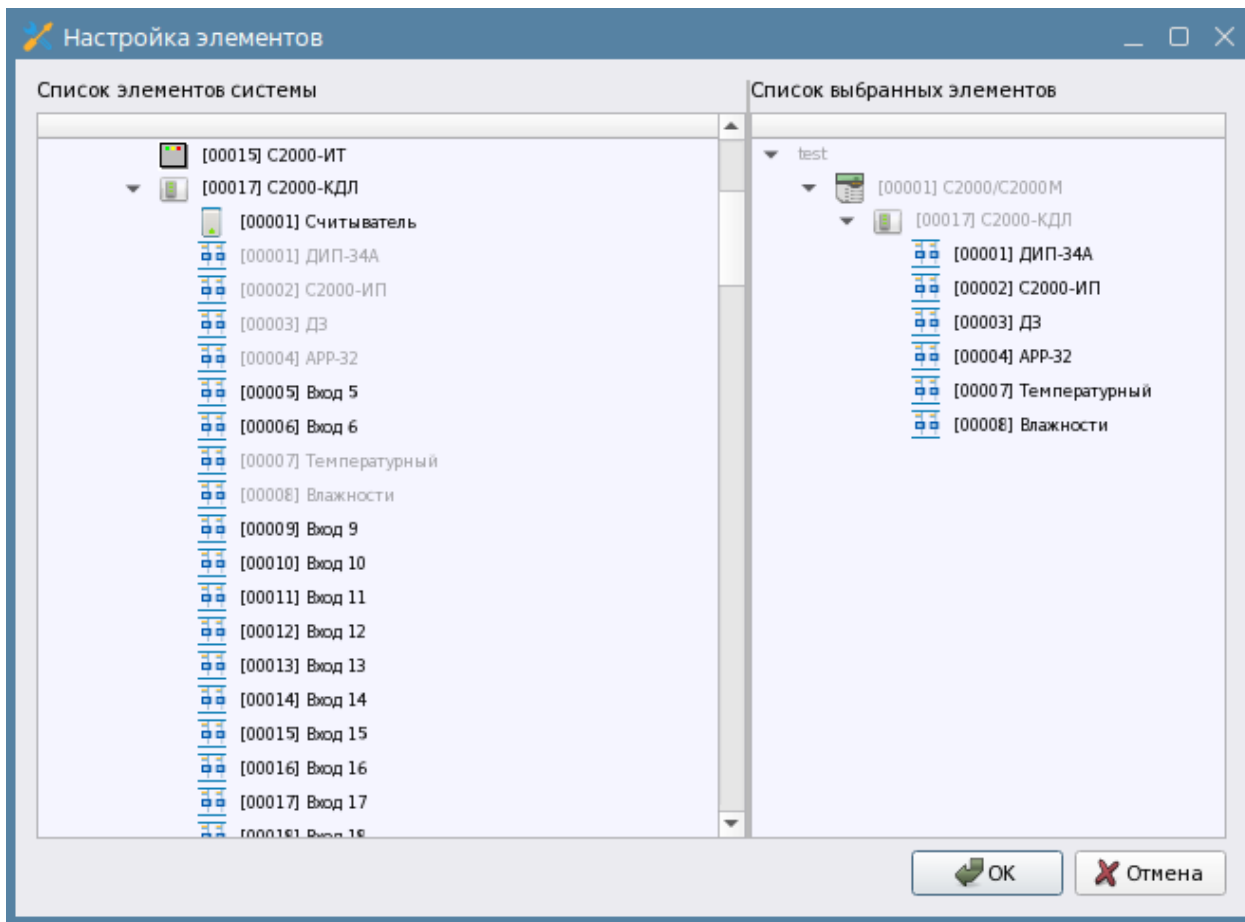 Настройка элементов
Список элементов системы
[00015] С2000-ИТ
[00017] С2000-КДЛ
[00001] Считыватель
[00001] ДИП-34А
[00002] С2000-ИП
[00003] ДЗ
[00004] АРР-32
[00005] Вход 5
[00006] Вход 6
[00007] Температурный
[00008] Влажности
[00009] Вход 9
[00010] Вход 10
[00011] Вход 11
[00012] Вход 12
[00013] Вход 13
[00014] Вход 14
[00015] Вход 15
[00016] Вход 16
[00017] Вход 17
[00018] Вход 18
Список выбранных элементов
test
[00001] С2000/С2000М
[00017] С2000-КДЛ
[00001] ДИП-34А
[00002] С2000-ИП
[00003] ДЗ
[00004] АРР-32
[00007] Температурный
[00008] Влажности
ОК
Отмена